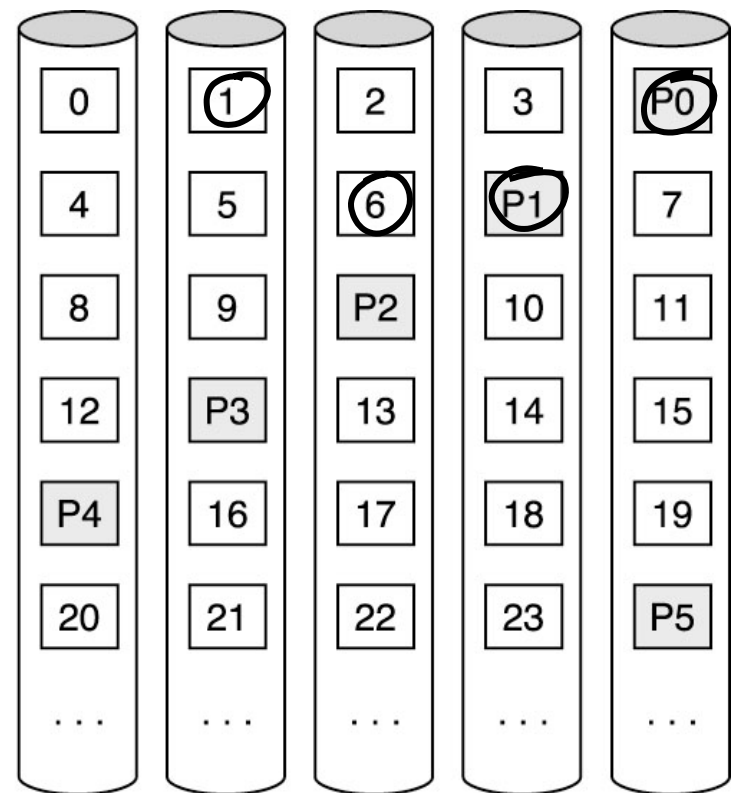 0 1 2 3 P0
4 5 6 P1 7
8 9 P2 10 11
12 P3 13 14 15
P4 16 17 18 19
20 21 22 23 P5
. . . . . . . . . . . . . . .